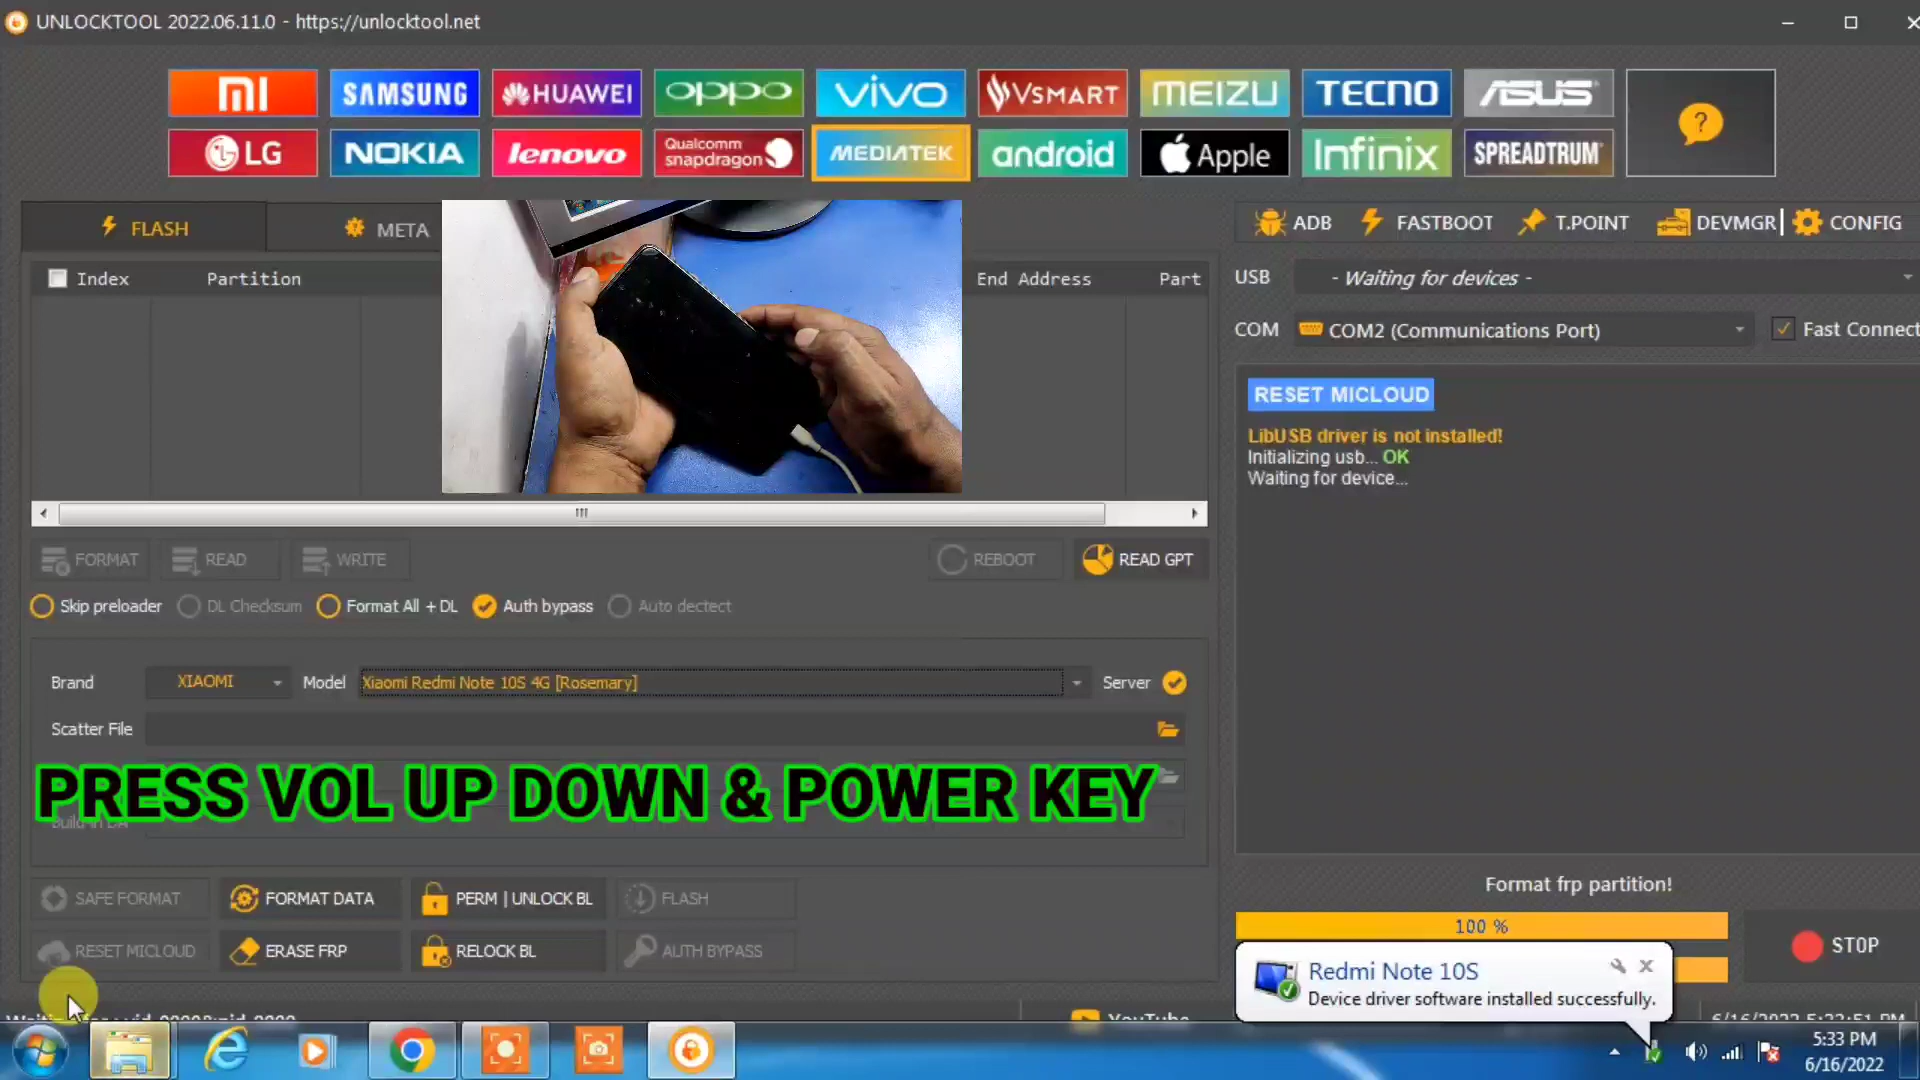 UNLOCKTOOL 2022.06.11.0 - https://unlocktool.net
mi SAMSUNG HUAWEI oppo vivo VSMART MEIZU TECNO ASUS ?
LG NOKIA lenovo Qualcomm snapdragon MEDIATEK android Apple Infinix SPREADTRUM
FLASH META
ADB FASTBOOT T.POINT DEVMGR CONFIG
Index Partition End Address Part
USB - Waiting for devices -
COM COM2 (Communications Port) Fast Connect
RESET MICLOUD
LibUSB driver is not installed!
Initializing usb... OK
Waiting for device...
FORMAT READ WRITE REBOOT READ GPT
Skip preloader DL Checksum Format All + DL Auth bypass Auto dectect
Brand XIAOMI Model Xiaomi Redmi Note 10S 4G [Rosemary] Server
Scatter File
PRESS VOL UP DOWN & POWER KEY
SAFE FORMAT FORMAT DATA PERM | UNLOCK BL FLASH
RESET MICLOUD ERASE FRP RELOCK BL AUTH BYPASS
Format frp partition!
100 %
STOP
Redmi Note 10S
Device driver software installed successfully.
YouTube
5:33 PM
6/16/2022